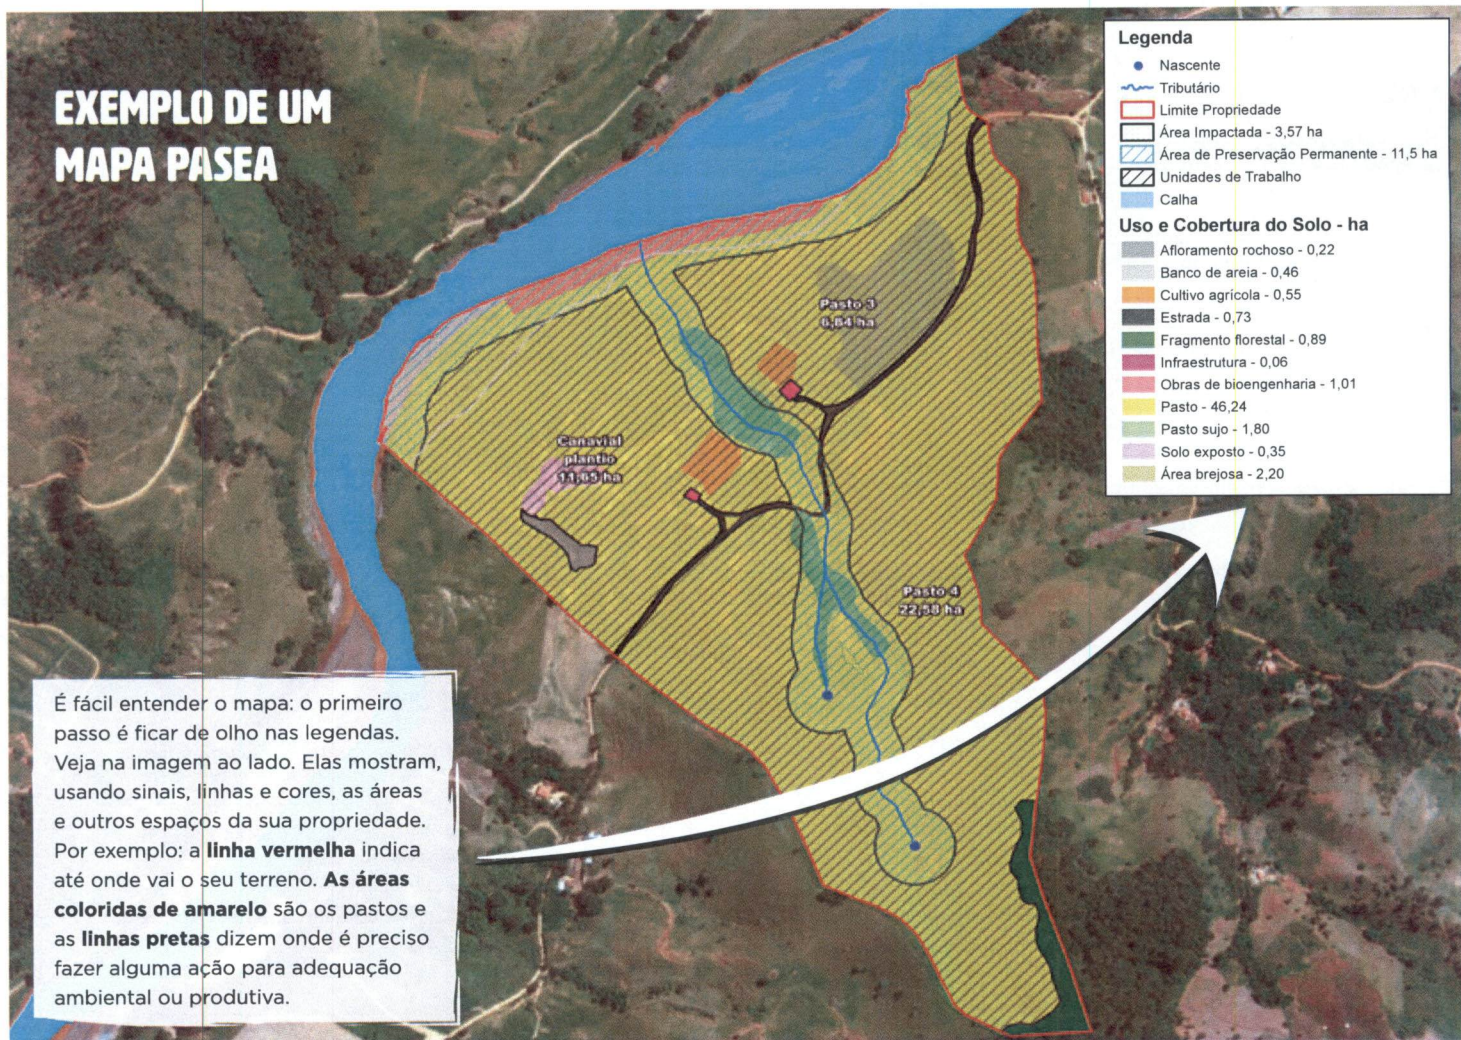 EXEMPLO DE UM
MAPA PASEA
Legenda
Nascente
Tributário
Limite Propriedade
Área Impactada - 3,57 ha
Área de Preservação Permanente - 11,5 ha
Unidades de Trabalho
Calha
Uso e Cobertura do Solo - ha
Afloramento rochoso - 0,22
Banco de areia - 0,46
Cultivo agrícola - 0,55
Estrada - 0,73
Fragmento florestal - 0,89
Infraestrutura - 0,06
Obras de bioengenharia - 1,01
Pasto - 46,24
Pasto sujo - 1,80
Solo exposto - 0,35
Área brejosa - 2,20
Pasto 3
6,84 ha
Canavial
plantio
11,65 ha
Pasto 4
22,58 ha
É fácil entender o mapa: o primeiro
passo é ficar de olho nas legendas.
Veja na imagem ao lado. Elas mostram,
usando sinais, linhas e cores, as áreas
e outros espaços da sua propriedade.
Por exemplo: a linha vermelha indica
até onde vai o seu terreno. As áreas
coloridas de amarelo são os pastos e
as linhas pretas dizem onde é preciso
fazer alguma ação para adequação
ambiental ou produtiva.